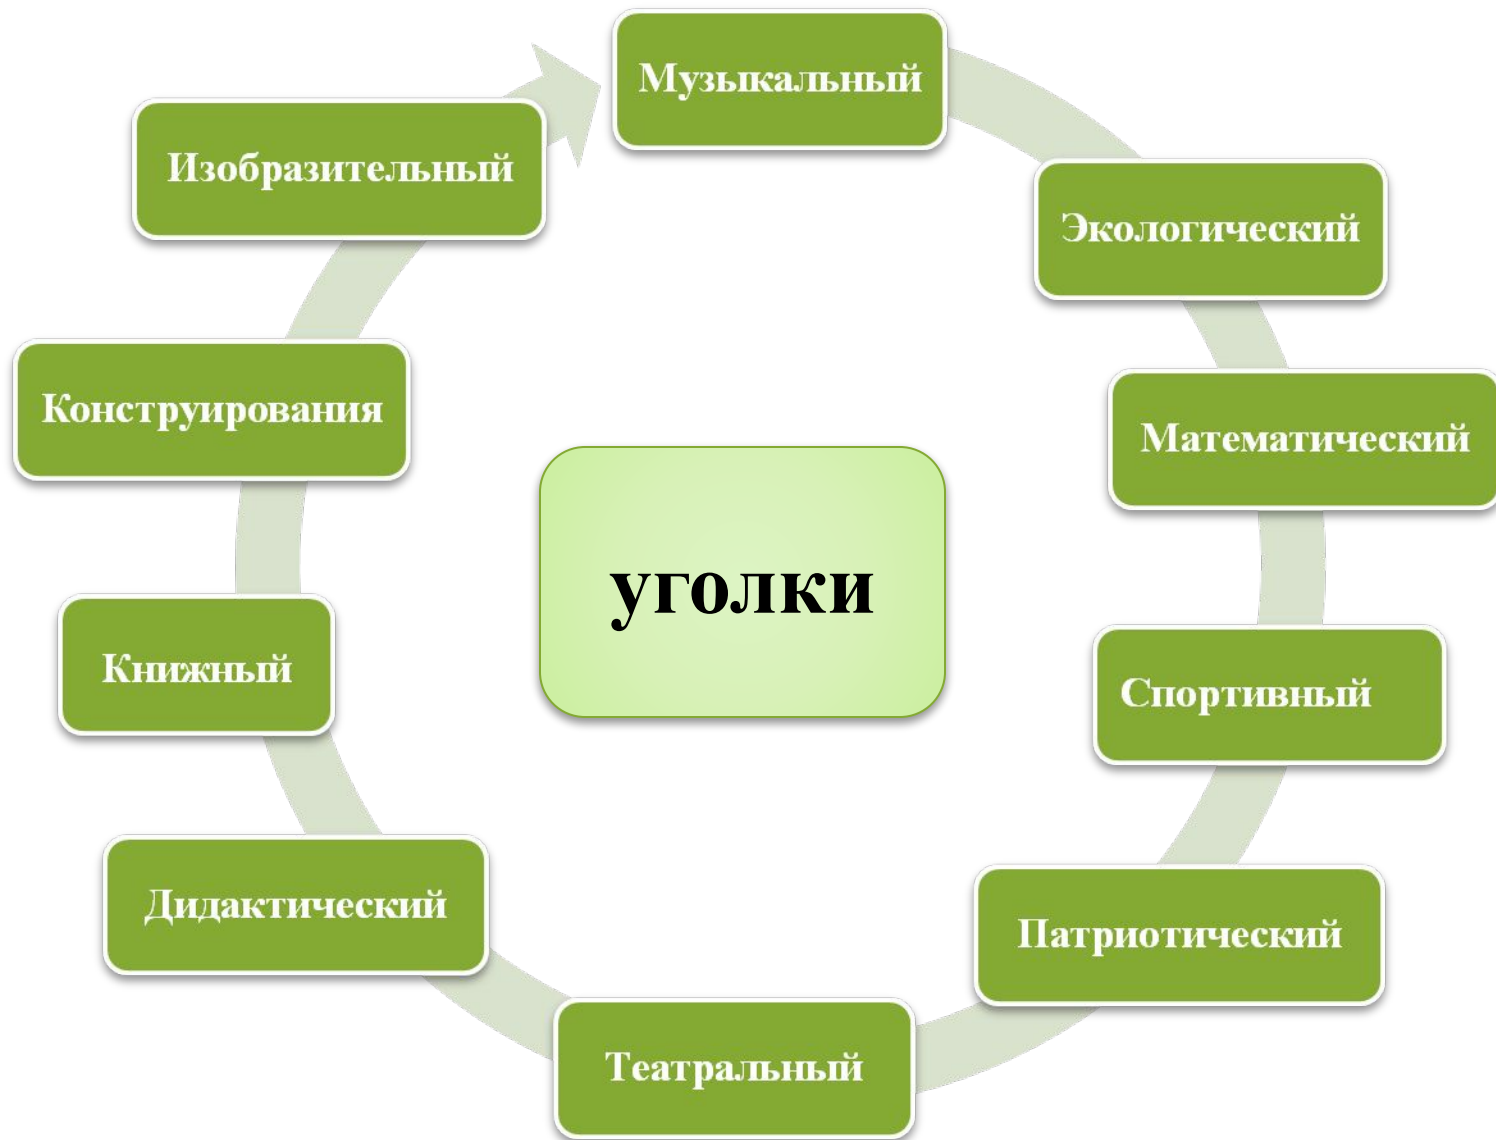 Музыкальный
Экологический
Математический
Спортивный
Патриотический
Театральный
Дидактический
Книжный
Конструирования
Изобразительный
уголки